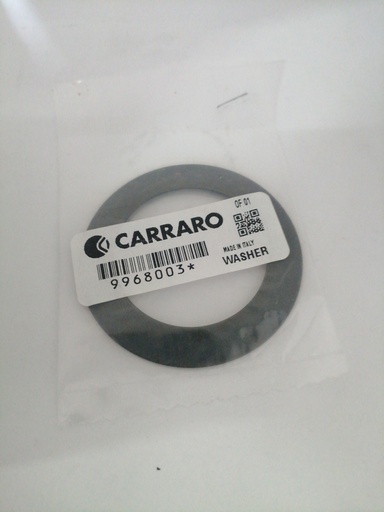 CARRARO
OF 01
MADE IN ITALY
9968003*
WASHER